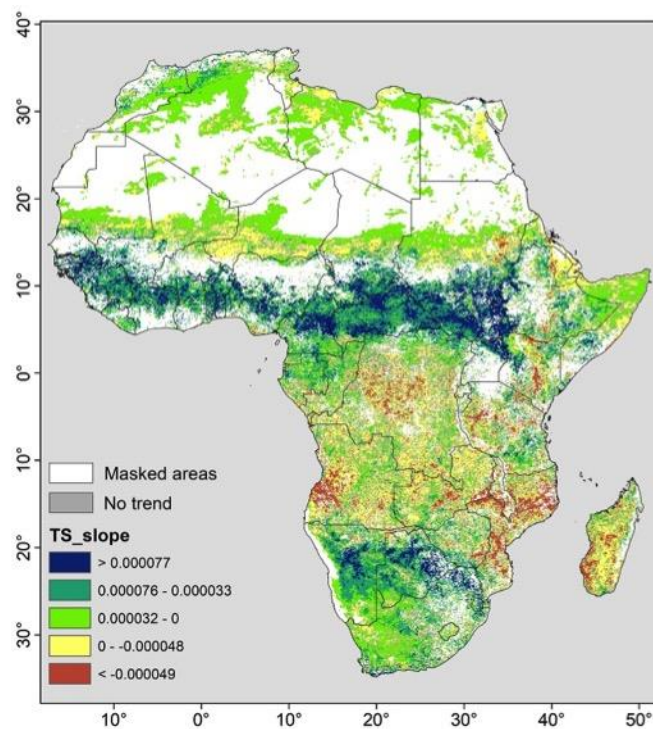 40°
30°
20°
10°
0°
10°
20°
30°
Masked areas
No trend
TS_slope
> 0.000077
0.000076 - 0.000033
0.000032 - 0
0 - -0.000048
< -0.000049
10° 0° 10° 20° 30° 40° 50°